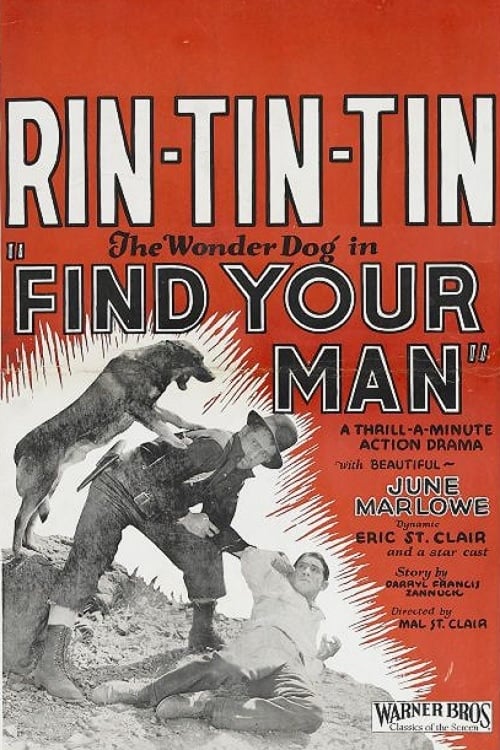 RIN-TIN-TIN
The Wonder Dog in
"FIND YOUR
MAN"
A THRILL-A-MINUTE
ACTION DRAMA
with BEAUTIFUL~
JUNE
MARLOWE
Dynamic
ERIC ST. CLAIR
and a star cast
Story by
DARRYL FRANCIS
ZANNUCK
Directed by
MAL ST. CLAIR
WARNER BROS.
Classics of the Screen